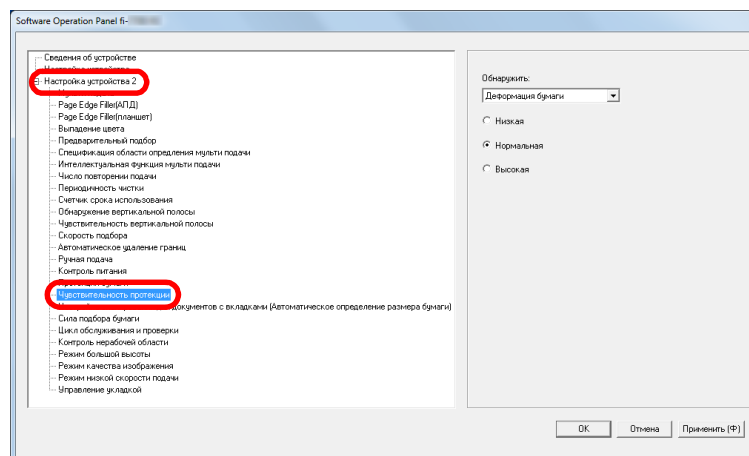 Software Operation Panel fi-
Сведения об устройстве
Настройка устройства 2
Page Edge Filler(АПД)
Page Edge Filler(планшет)
Выпадение цвета
Предварительный подбор
Спецификация области опредления мульти подачи
Интеллектуальная функция мульти подачи
Число повторении подачи
Периодичность чистки
Счетчик срока использования
Обнаружение вертикальной полосы
Чувствительность вертикальной полосы
Скорость подбора
Автоматическое удаление границ
Ручная подача
Контроль питания
Чувствительность протекции
документов с вкладками (Автоматическое определение размера бумаги)
Сила подбора бумаги
Цикл обслуживания и проверки
Контроль нерабочей области
Режим большой высоты
Режим качества изображения
Режим низкой скорости подачи
Управление укладкой
Обнаружить:
Деформация бумаги
Низкая
Нормальная
Высокая
OK
Отмена
Применить (Ф)